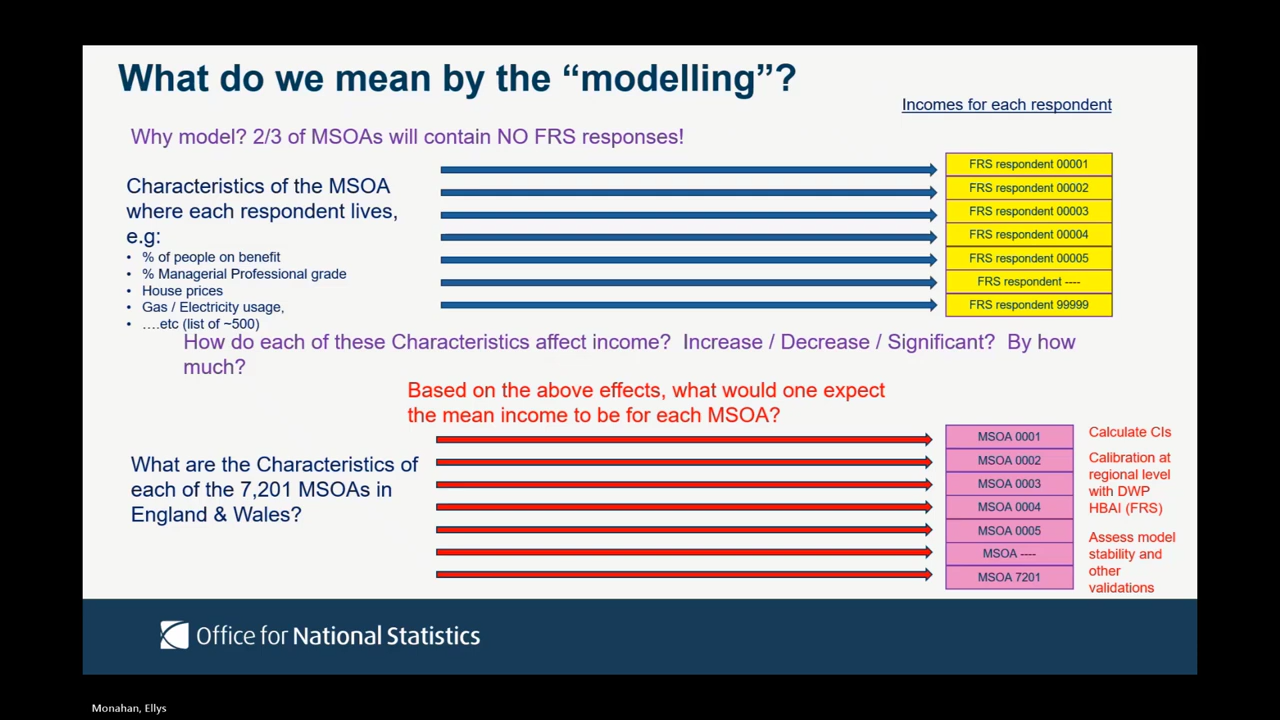 What do we mean by the “modelling”?
Incomes for each respondent
Why model? 2/3 of MSOAs will contain NO FRS responses!
Characteristics of the MSOA
where each respondent lives,
e.g:
• % of people on benefit
• % Managerial Professional grade
• House prices
• Gas / Electricity usage,
• ….etc (list of ~500)
FRS respondent 00001
FRS respondent 00002
FRS respondent 00003
FRS respondent 00004
FRS respondent 00005
FRS respondent ----
FRS respondent 99999
How do each of these Characteristics affect income? Increase / Decrease / Significant? By how
much?
Based on the above effects, what would one expect
the mean income to be for each MSOA?
What are the Characteristics of
each of the 7,201 MSOAs in
England & Wales?
MSOA 0001
MSOA 0002
MSOA 0003
MSOA 0004
MSOA 0005
MSOA ----
MSOA 7201
Calculate CIs
Calibration at
regional level
with DWP
HBAI (FRS)
Assess model
stability and
other
validations
Office for National Statistics
Monahan, Ellys